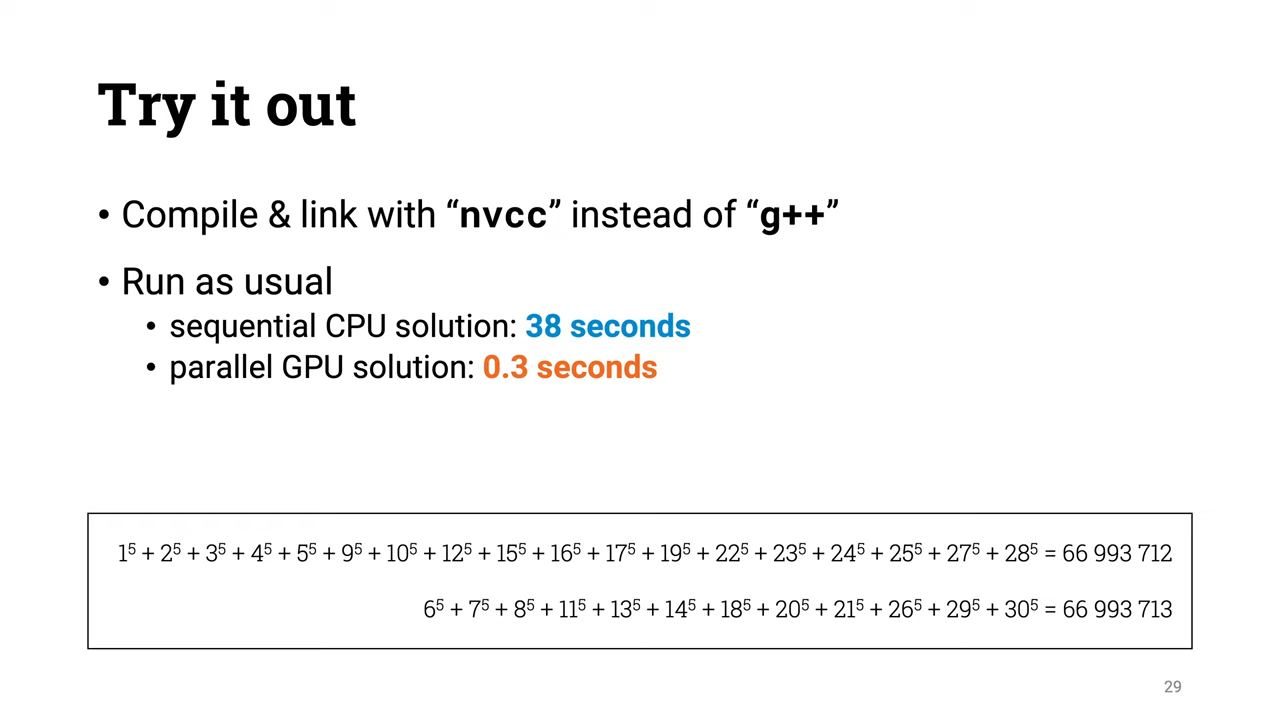 Try it out
• Compile & link with “nvcc” instead of “g++”
• Run as usual
• sequential CPU solution: 38 seconds
• parallel GPU solution: 0.3 seconds
1⁵ + 2⁵ + 3⁵ + 4⁵ + 5⁵ + 9⁵ + 10⁵ + 12⁵ + 15⁵ + 16⁵ + 17⁵ + 19⁵ + 22⁵ + 23⁵ + 24⁵ + 25⁵ + 27⁵ + 28⁵ = 66 993 712
6⁵ + 7⁵ + 8⁵ + 11⁵ + 13⁵ + 14⁵ + 18⁵ + 20⁵ + 21⁵ + 26⁵ + 29⁵ + 30⁵ = 66 993 713
29